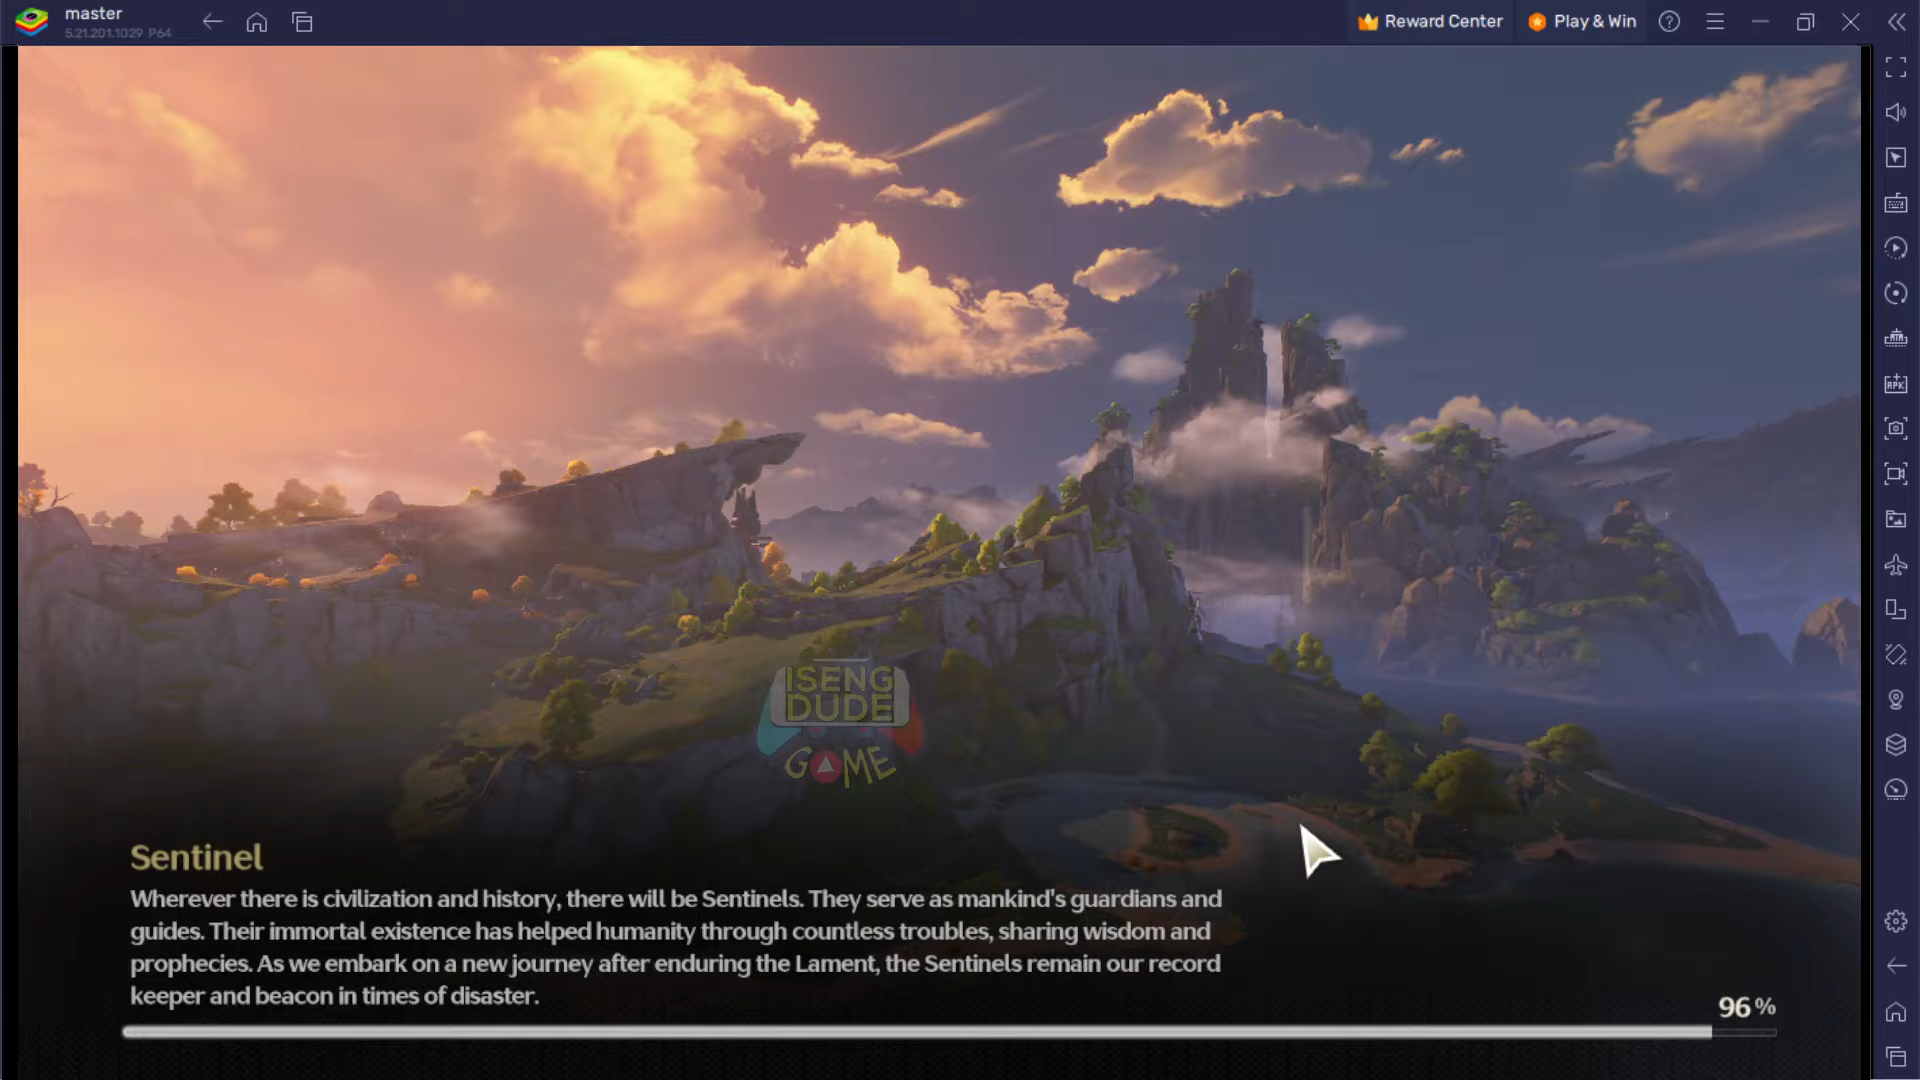 master
5.21.201.1029 P64
Reward Center
Play & Win
ISENG
DUDE
GAME
Sentinel
Wherever there is civilization and history, there will be Sentinels. They serve as mankind's guardians and
guides. Their immortal existence has helped humanity through countless troubles, sharing wisdom and
prophecies. As we embark on a new journey after enduring the Lament, the Sentinels remain our record
keeper and beacon in times of disaster.
96%